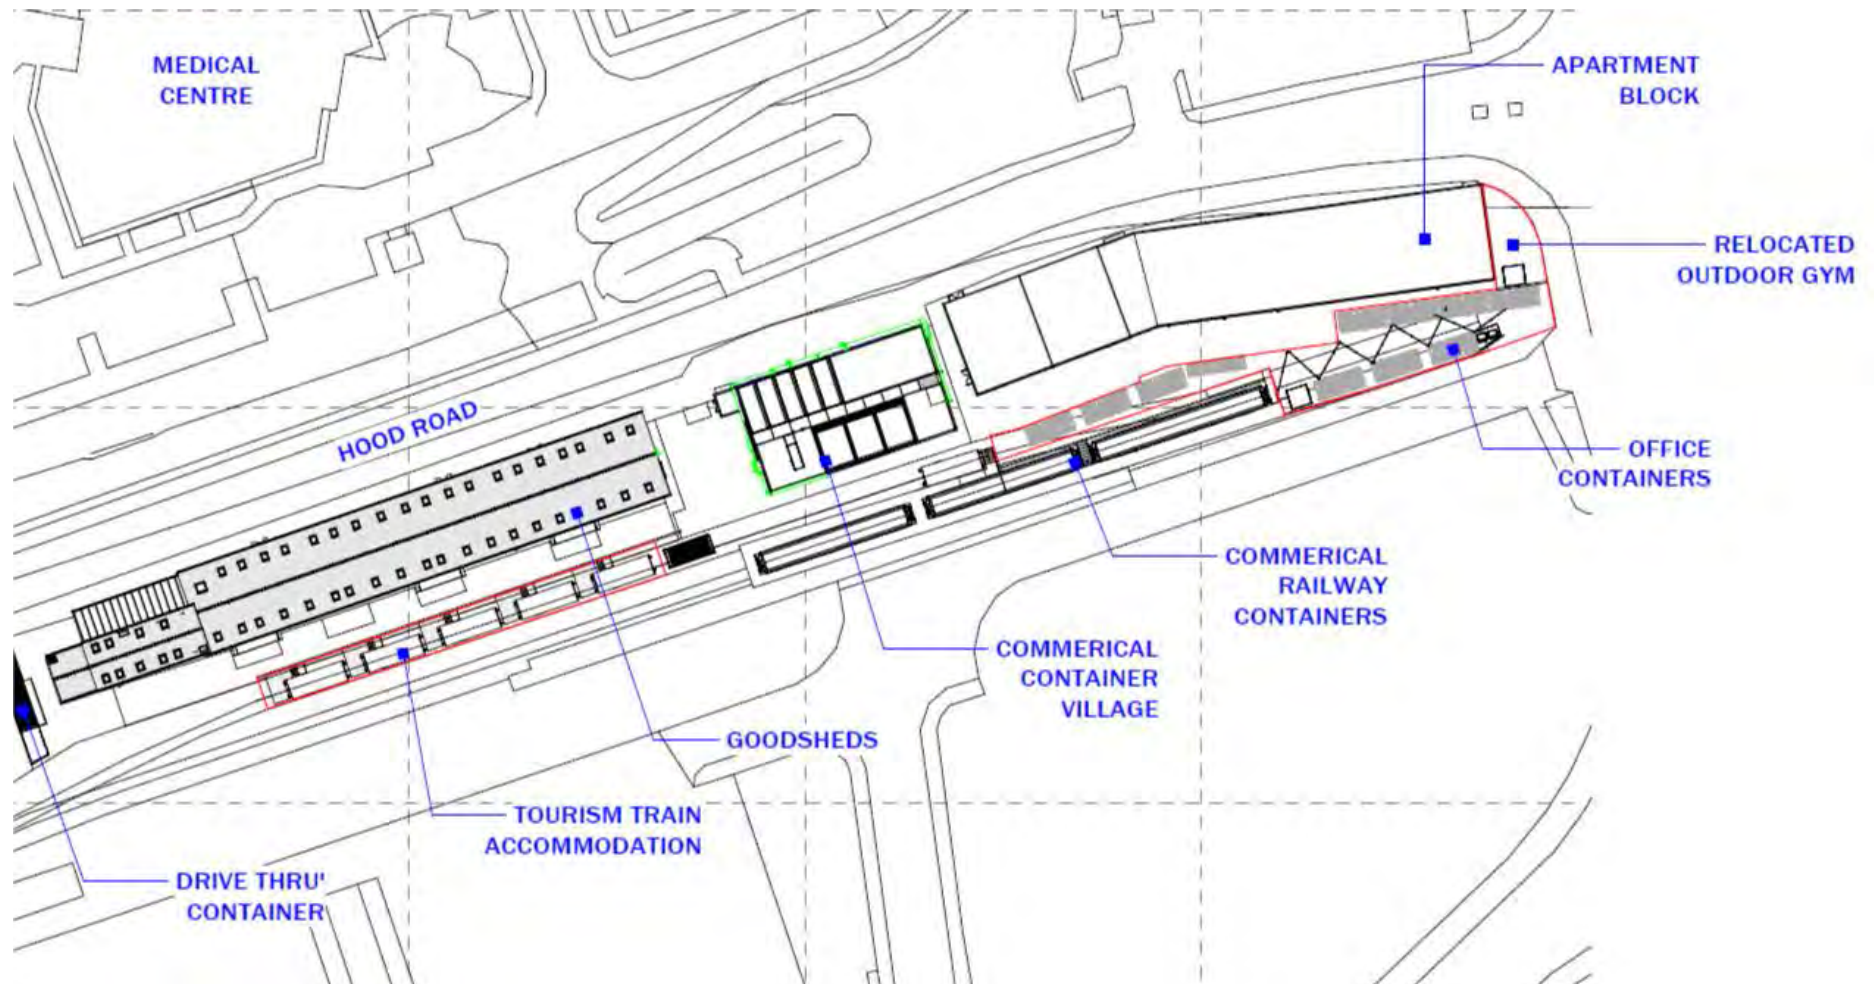 MEDICAL
CENTRE
APARTMENT
BLOCK
RELOCATED
OUTDOOR GYM
HOOD ROAD
OFFICE
CONTAINERS
COMMERICAL
RAILWAY
CONTAINERS
COMMERICAL
CONTAINER
VILLAGE
GOODSHEDS
TOURISM TRAIN
ACCOMMODATION
DRIVE THRU'
CONTAINER